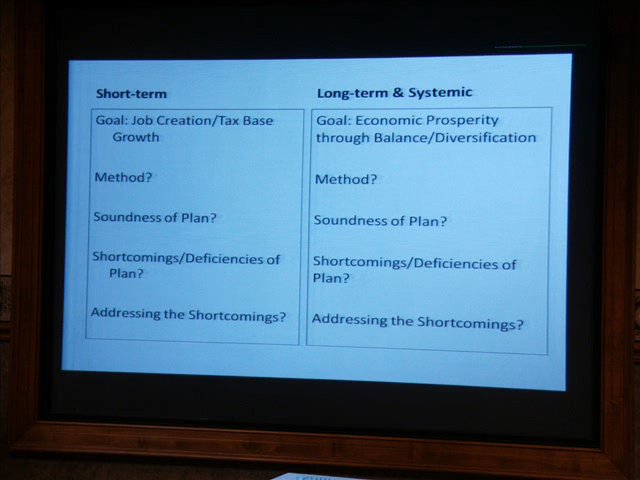 Short-term
Goal: Job Creation/Tax Base
Growth
Method?
Soundness of Plan?
Shortcomings/Deficiencies of
Plan?
Addressing the Shortcomings?
Long-term & Systemic
Goal: Economic Prosperity
through Balance/Diversification
Method?
Soundness of Plan?
Shortcomings/Deficiencies of
Plan?
Addressing the Shortcomings?